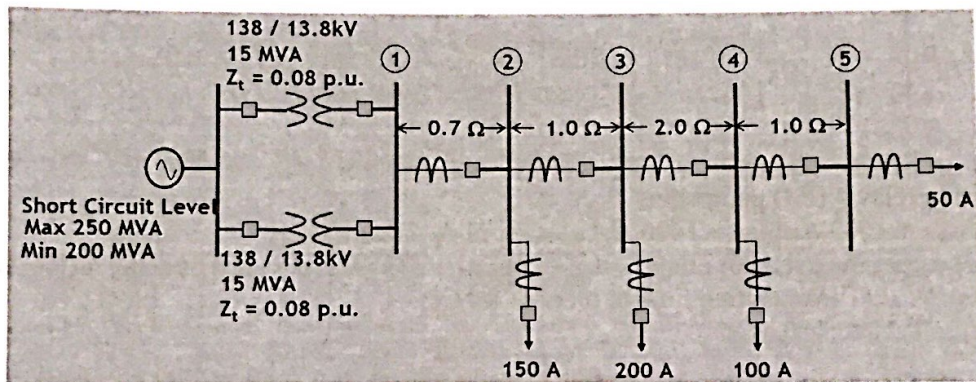 138 / 13.8kV
15 MVA
Zt = 0.08 p.u.
1 2 3 4 5
0.7 Ω 1.0 Ω 2.0 Ω 1.0 Ω
50 A
Short Circuit Level
Max 250 MVA
Min 200 MVA
138 / 13.8kV
15 MVA
Zt = 0.08 p.u.
150 A 200 A 100 A